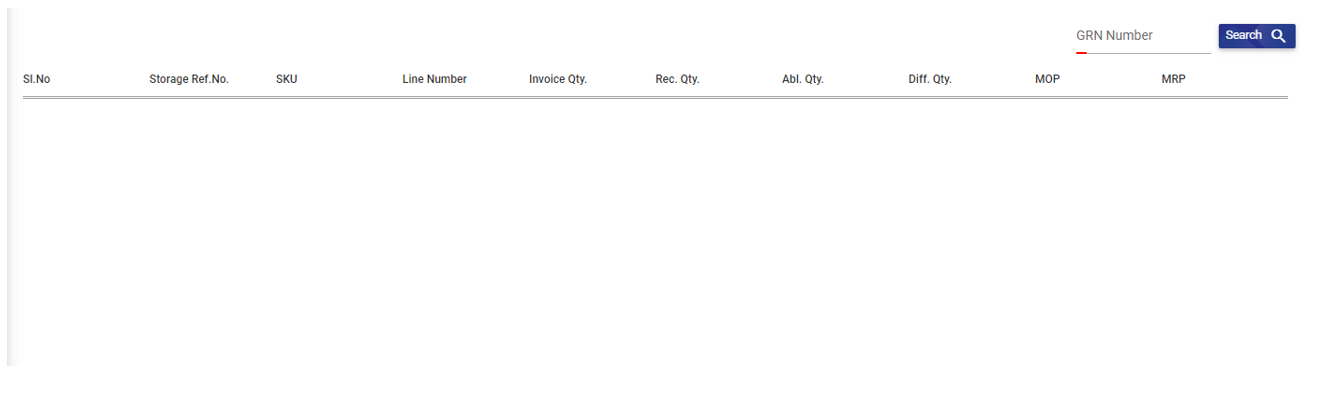 GRN Number
Search
Sl.No Storage Ref.No. SKU Line Number Invoice Qty. Rec. Qty. Abl. Qty. Diff. Qty. MOP MRP